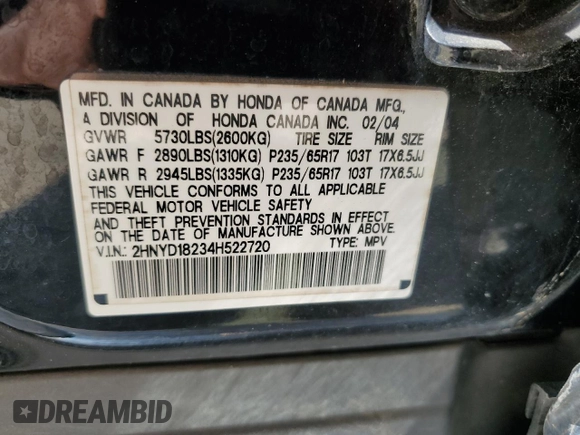 MFD. IN CANADA BY HONDA OF CANADA MFG.,
A DIVISION OF HONDA CANADA INC. 02/04
GVWR 5730LBS(2600KG) TIRE SIZE RIM SIZE
GAWR F 2890LBS(1310KG) P235/65R17 103T 17X6.5JJ
GAWR R 2945LBS(1335KG) P235/65R17 103T 17X6.5JJ
THIS VEHICLE CONFORMS TO ALL APPLICABLE
FEDERAL MOTOR VEHICLE SAFETY
AND THEFT PREVENTION STANDARDS IN EFFECT
ON THE DATE OF MANUFACTURE SHOWN ABOVE.
V.I.N.: 2HNYD18234H522720 TYPE: MPV
DREAMBID